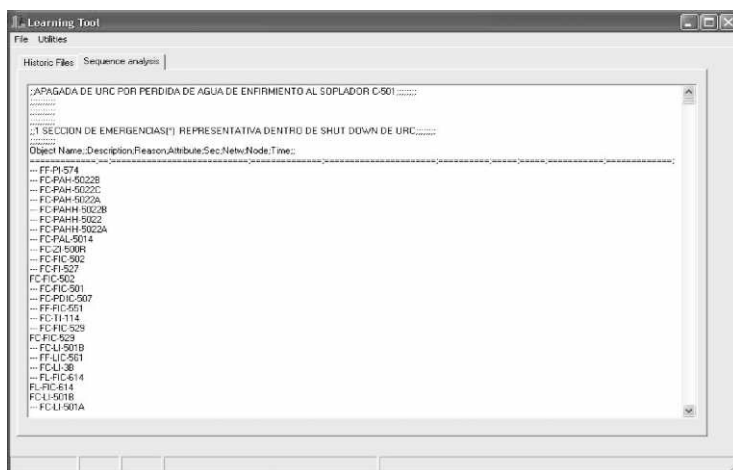 Learning Tool
File Utilities
Historic Files Sequence analysis
;;APAGADA DE URC POR PERDIDA DE AGUA DE ENFIRMIENTO AL SOPLADOR C-501;;;;;;;;
;;;;;;;;;;
;;;;;;;;;;
;;;;;;;;;;
;;1 SECCION DE EMERGENCIAS(*) REPRESENTATIVA DENTRO DE SHUT DOWN DE URC;;;;;;;;
;;;;;;;;;;
Object Name;;Description;Reason;Attribute;Sec;Netw;Node;Time;;
--- FF-PI-574
--- FC-PAH-5022B
--- FC-PAH-5022C
--- FC-PAH-5022A
--- FC-PAHH-5022B
--- FC-PAHH-5022
--- FC-PAHH-5022A
--- FC-PAL-5014
--- FC-ZI-500R
--- FC-FIC-502
--- FC-FI-527
FC-FIC-502
--- FC-FIC-501
--- FC-PDIC-507
--- FF-FIC-551
--- FC-TI-114
--- FC-FIC-529
FC-FIC-529
--- FC-LI-501B
--- FF-LIC-561
--- FC-LI-3B
--- FL-FIC-614
FL-FIC-614
FC-LI-501B
--- FC-LI-501A